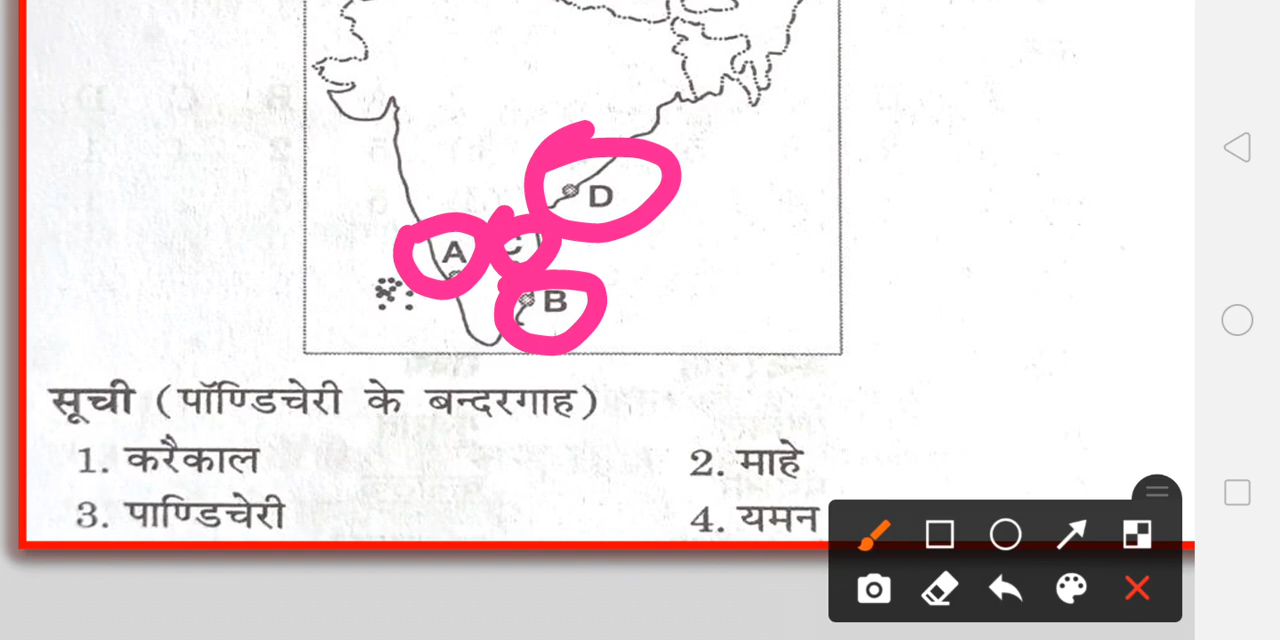 D
A
C
B
सूची (पॉण्डिचेरी के बन्दरगाह)
1. करैकाल 2. माहे
3. पाण्डिचेरी 4. यमन